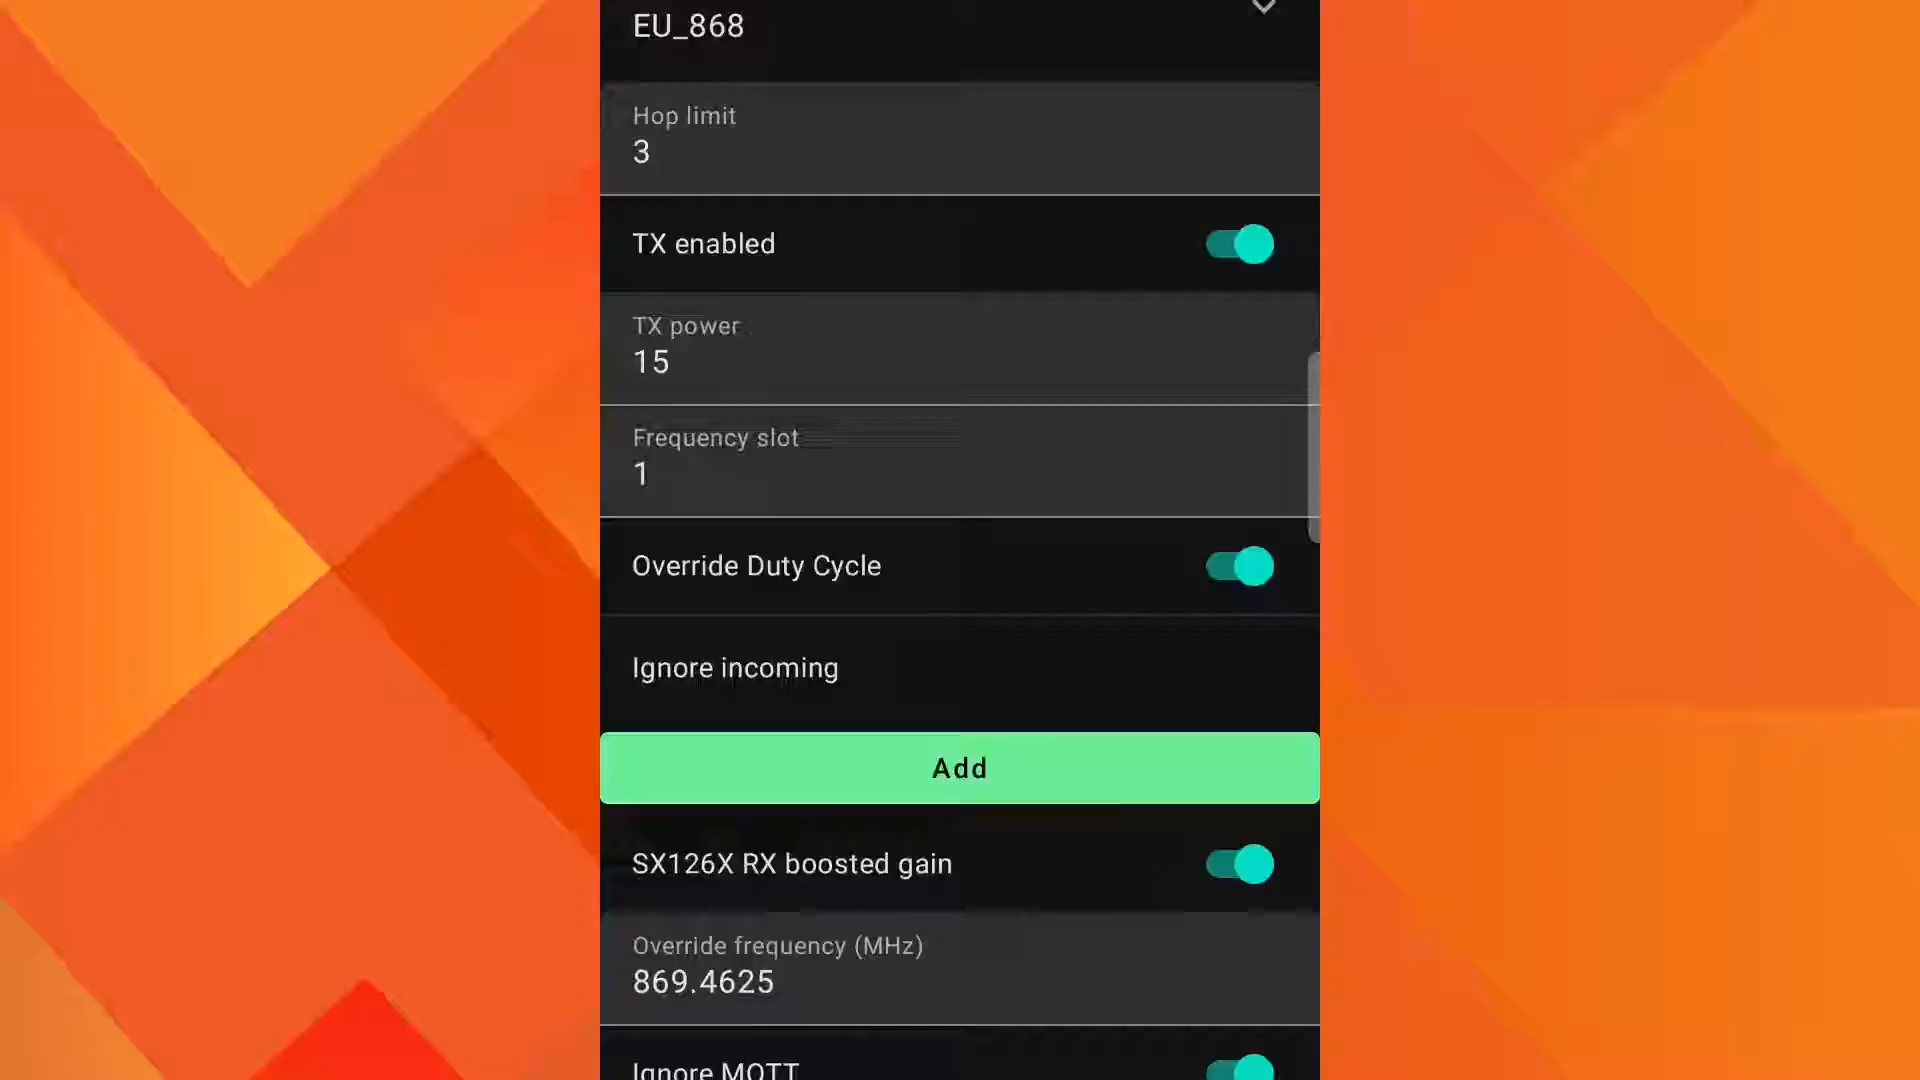 EU_868
Hop limit
3
TX enabled
TX power
15
Frequency slot
1
Override Duty Cycle
Ignore incoming
Add
SX126X RX boosted gain
Override frequency (MHz)
869.4625
Ignore MQTT